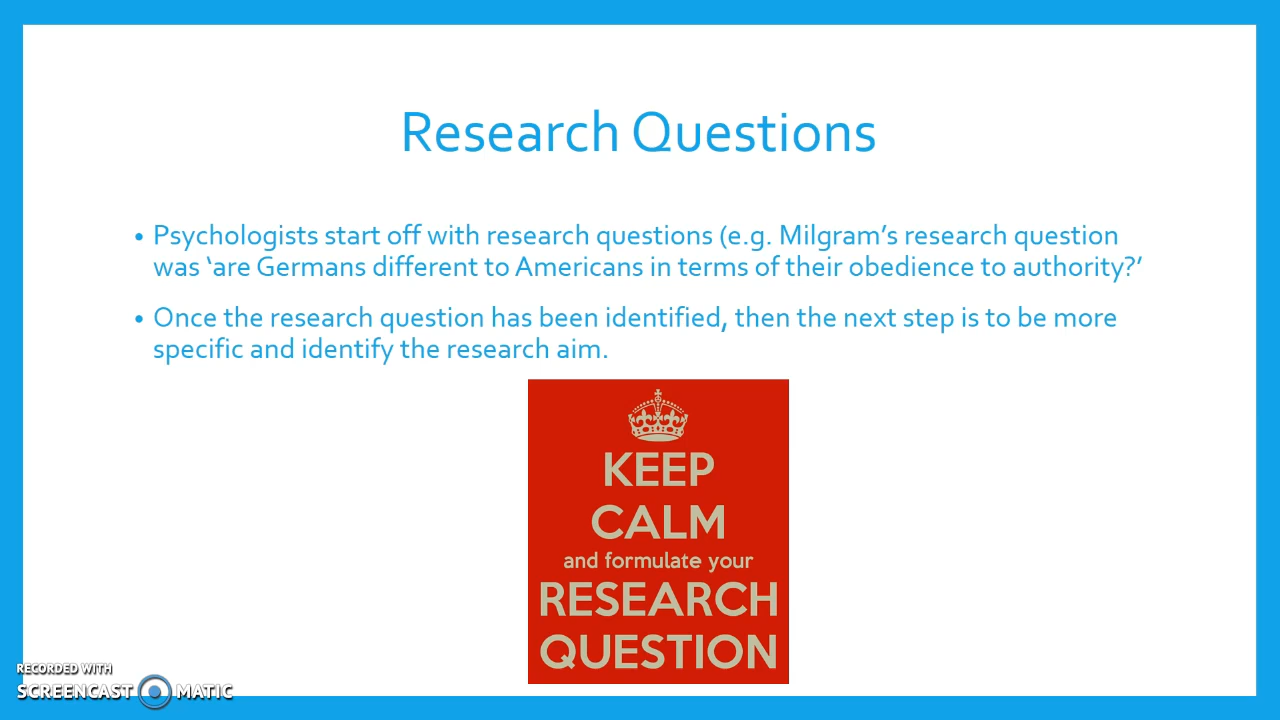 Research Questions
• Psychologists start off with research questions (e.g. Milgram’s research question
was ‘are Germans different to Americans in terms of their obedience to authority?’
• Once the research question has been identified, then the next step is to be more
specific and identify the research aim.
KEEP
CALM
and formulate your
RESEARCH
QUESTION
RECORDED WITH
SCREENCAST MATIC